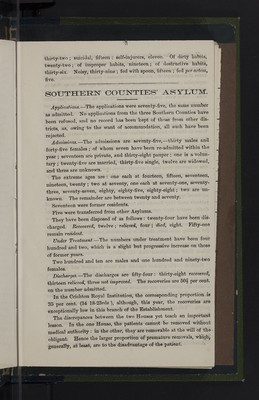 5
thirty-two ; suicidal, fifteen ; self-injurers, eleven. Of dirty habits,
twenty-two ; of improper habits, nineteen ; of destructive habits,
thirty-six. Noisy, thirty-nine ; fed with spoon, fifteen ; fed per
five.
SOUTHERN COUNTIES' ASYLUM.
Applications.—The applications were seventy-five, the same number
as admitted. No applications from the three Southern Counties have
been refused, and no record has been kept of those from other dis-
tricts, as, owing to the want of accommodation, all such have been
rejected.
Admissions.—The admissions are seventy-five,—thirty males and
forty-five females ; of whom seven have been re-admitted within the
year ; seventeen are private, and thirty-eight pauper ; one is a volun-
tary ; twenty-five are married, thirty-five single, twelve are widowed,
and three are unknown.
The extreme ages are : one each at fourteen, fifteen, seventeen,
nineteen, twenty ; two at seventy, one each at seventy-one, seventy-
three, seventy-seven, eighty, eighty-five, eighty-eight ; two are un-
known. The remainder are between twenty and seventy.
Seventeen were former residents.
Five were transferred from other Asylums.
They have been disposed of as follows : twenty-four have been dis-
charged. Recovered, twelve ; relieved, four ; died, eight. Fifty-one
remain resident.
Under Treatment.—The numbers under treatment have been four
hundred and two, which is a slight but progressive increase on those
of former years.
Two hundred and ten are males and one hundred and ninety-two
females.
Discharges.—The discharges are fifty-four : thirty-eight recovered,
thirteen relieved, three not improved. The recoveries are 50⅔ per cent.
on the number admitted.
In the Crichton Royal Institution, the corresponding proportion is
55 per cent. (54 18-23rds ), although, this year, the recoveries are
exceptionally low in this branch of the Establishment.
The discrepancy between the two Houses yet teach an important
lesson. In the one House, the patients cannot be removed without
medical authority : in the other, they are removeable at the will of the
obligant. Hence the larger proportion of premature removals, which,
generally, at least, are to the disadvantage of the patient.